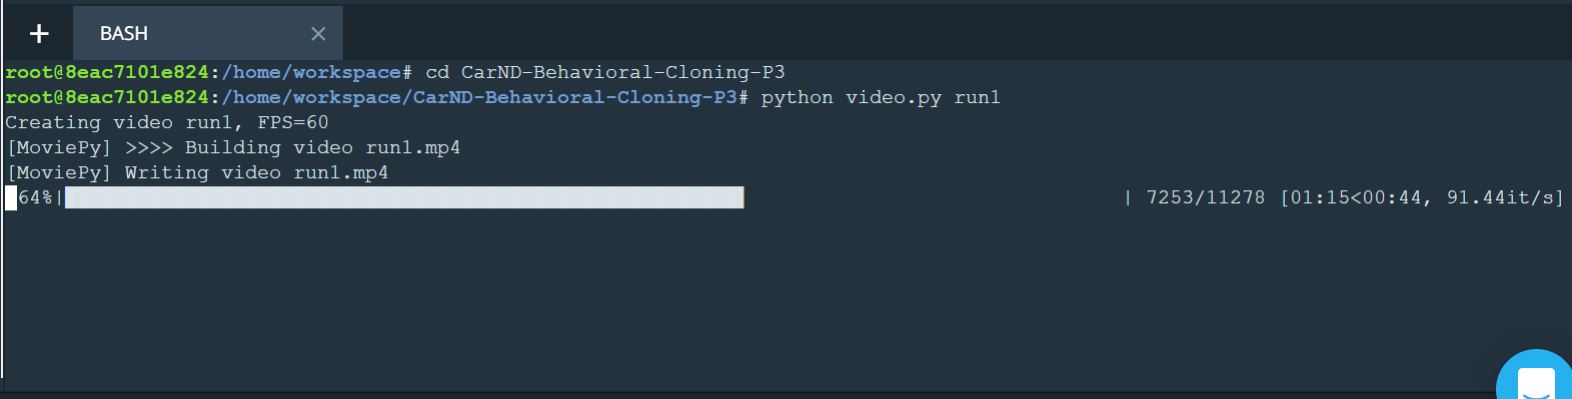 + BASH ×
root@8eac7101e824:/home/workspace# cd CarND-Behavioral-Cloning-P3
root@8eac7101e824:/home/workspace/CarND-Behavioral-Cloning-P3# python video.py run1
Creating video run1, FPS=60
[MoviePy] >>>> Building video run1.mp4
[MoviePy] Writing video run1.mp4
64%| | 7253/11278 [01:15<00:44, 91.44it/s]